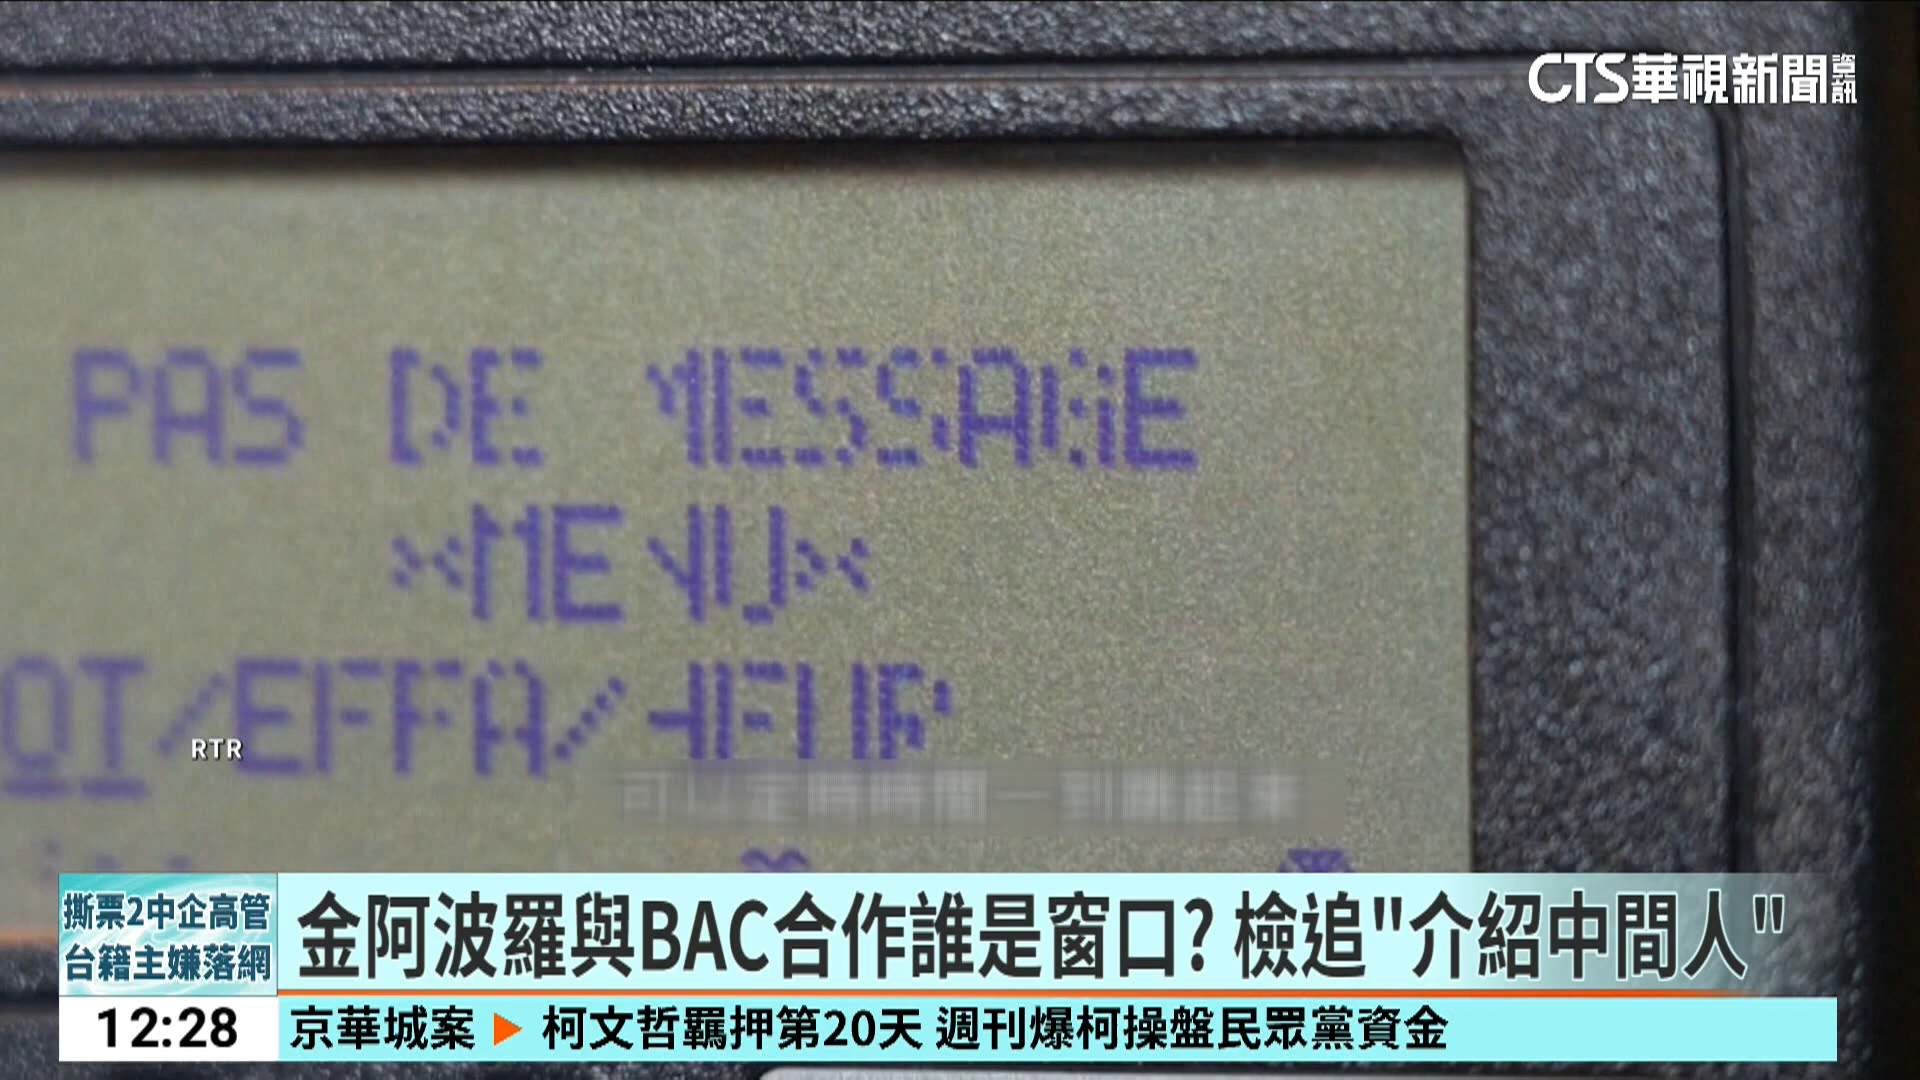 CTS華視新聞資訊
PAS DE MESSAGE
*MENU*
OT/EFFA/HEUR
RTR
撕票2中企高管
台籍主嫌落網
金阿波羅與BAC合作誰是窗口? 檢追"介紹中間人"
12:28
京華城案 ▶ 柯文哲羈押第20天 週刊爆柯操盤民眾黨資金